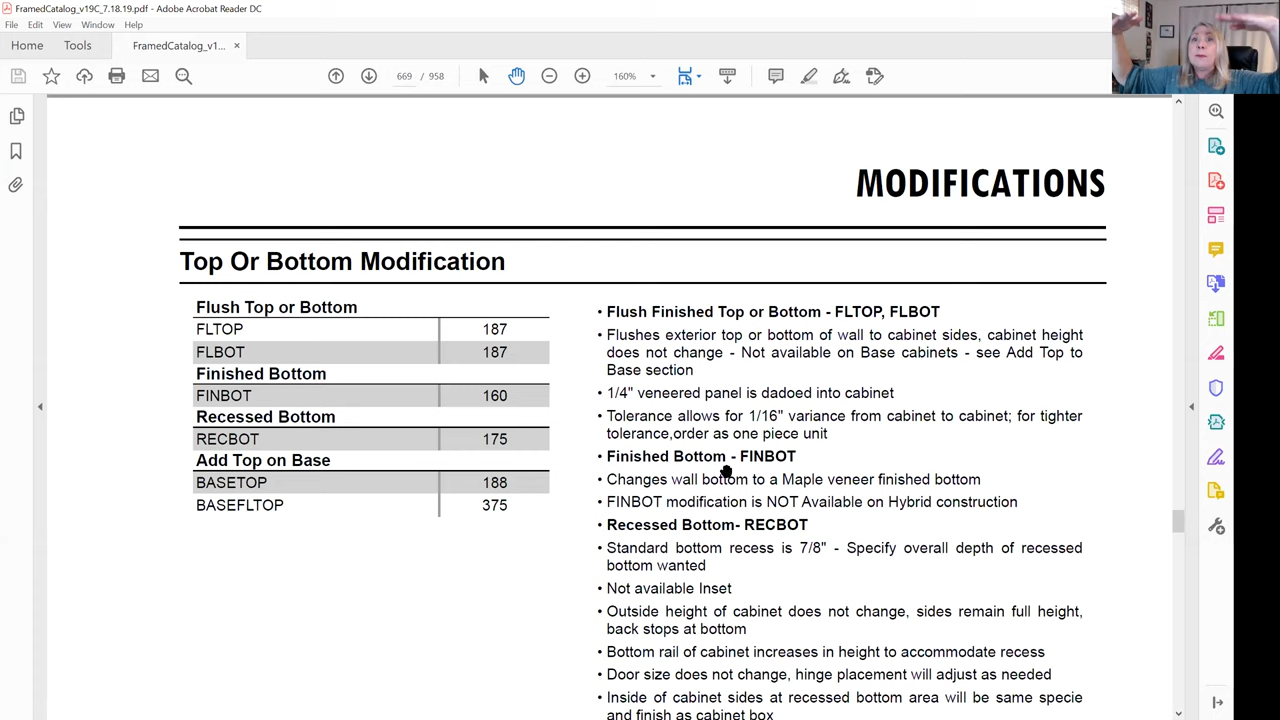 FramedCatalog_v19C_7.18.19.pdf - Adobe Acrobat Reader DC
File Edit View Window Help
Home Tools FramedCatalog_v1... ×
669 / 958 160%
MODIFICATIONS
Top Or Bottom Modification
Flush Top or Bottom
FLTOP 187
FLBOT 187
Finished Bottom
FINBOT 160
Recessed Bottom
RECBOT 175
Add Top on Base
BASETOP 188
BASEFLTOP 375
• Flush Finished Top or Bottom - FLTOP, FLBOT
• Flushes exterior top or bottom of wall to cabinet sides, cabinet height
does not change - Not available on Base cabinets - see Add Top to
Base section
• 1/4" veneered panel is dadoed into cabinet
• Tolerance allows for 1/16" variance from cabinet to cabinet; for tighter
tolerance,order as one piece unit
• Finished Bottom - FINBOT
• Changes wall bottom to a Maple veneer finished bottom
• FINBOT modification is NOT Available on Hybrid construction
• Recessed Bottom- RECBOT
• Standard bottom recess is 7/8" - Specify overall depth of recessed
bottom wanted
• Not available Inset
• Outside height of cabinet does not change, sides remain full height,
back stops at bottom
• Bottom rail of cabinet increases in height to accommodate recess
• Door size does not change, hinge placement will adjust as needed
• Inside of cabinet sides at recessed bottom area will be same specie
and finish as cabinet box